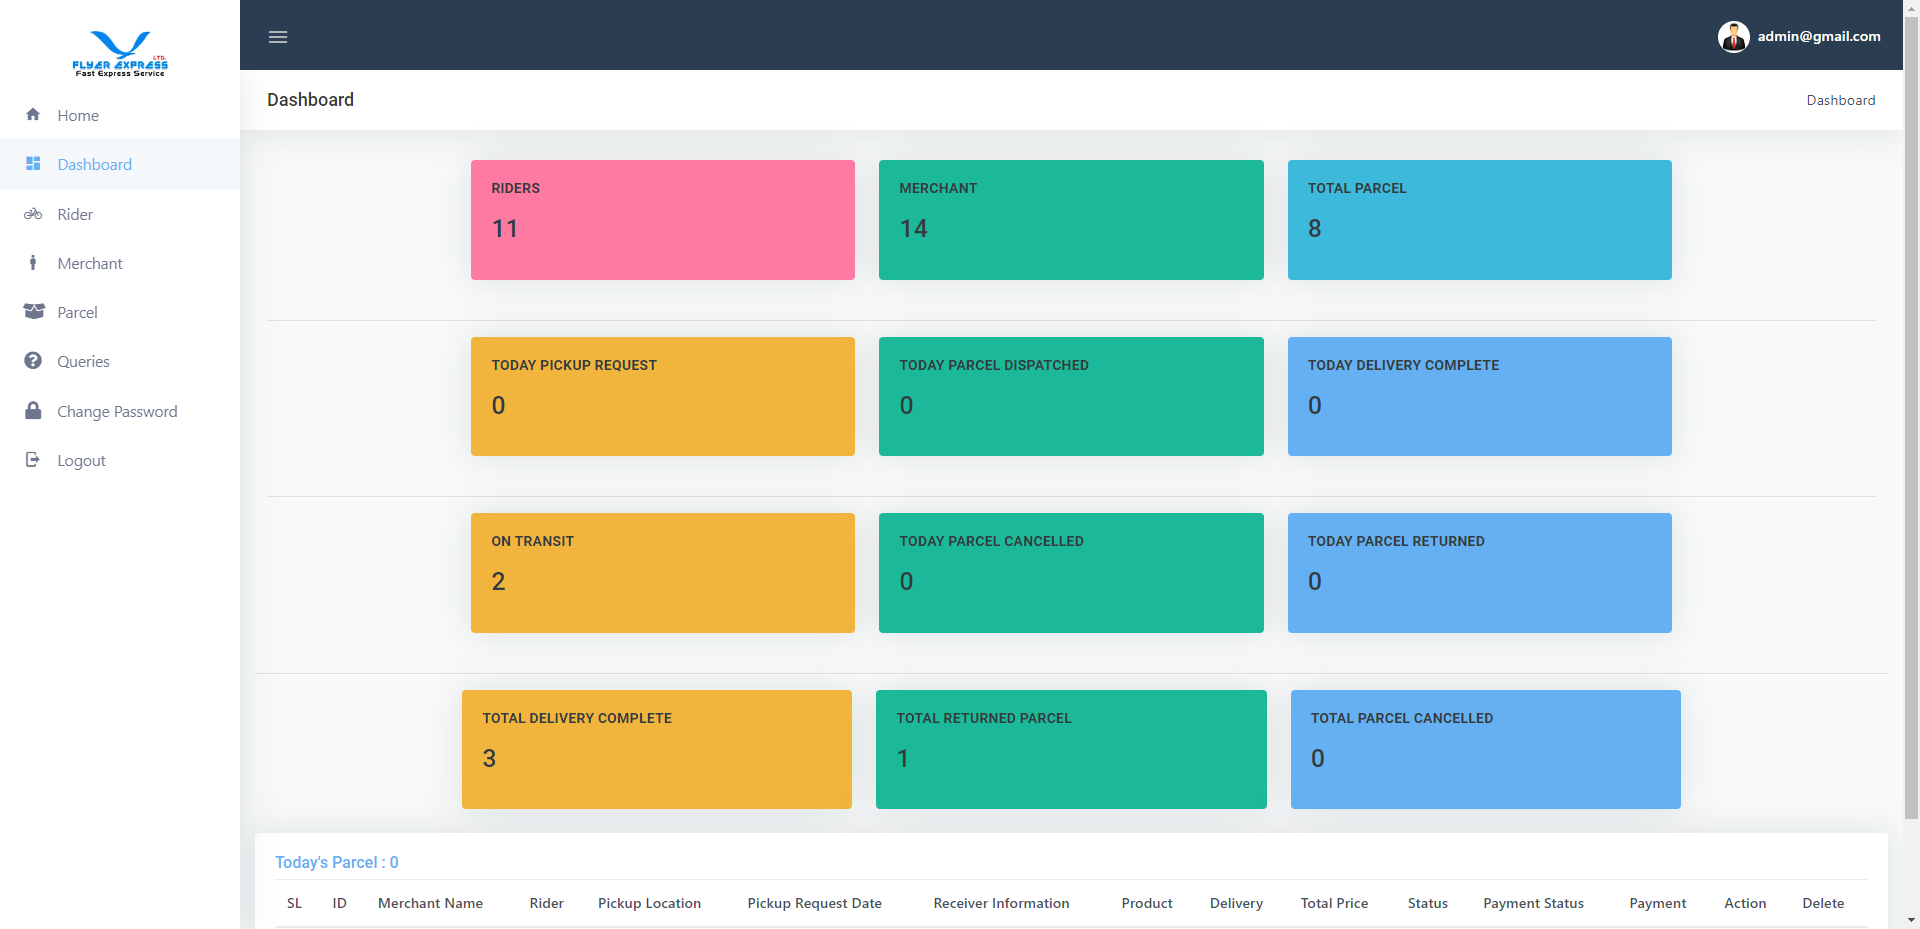 FLYER EXPRESS LTD.
Fast Express Service
admin@gmail.com
Home
Dashboard
Rider
Merchant
Parcel
Queries
Change Password
Logout
Dashboard
Dashboard
RIDERS
11
MERCHANT
14
TOTAL PARCEL
8
TODAY PICKUP REQUEST
0
TODAY PARCEL DISPATCHED
0
TODAY DELIVERY COMPLETE
0
ON TRANSIT
2
TODAY PARCEL CANCELLED
0
TODAY PARCEL RETURNED
0
TOTAL DELIVERY COMPLETE
3
TOTAL RETURNED PARCEL
1
TOTAL PARCEL CANCELLED
0
Today's Parcel : 0
SL ID Merchant Name Rider Pickup Location Pickup Request Date Receiver Information Product Delivery Total Price Status Payment Status Payment Action Delete